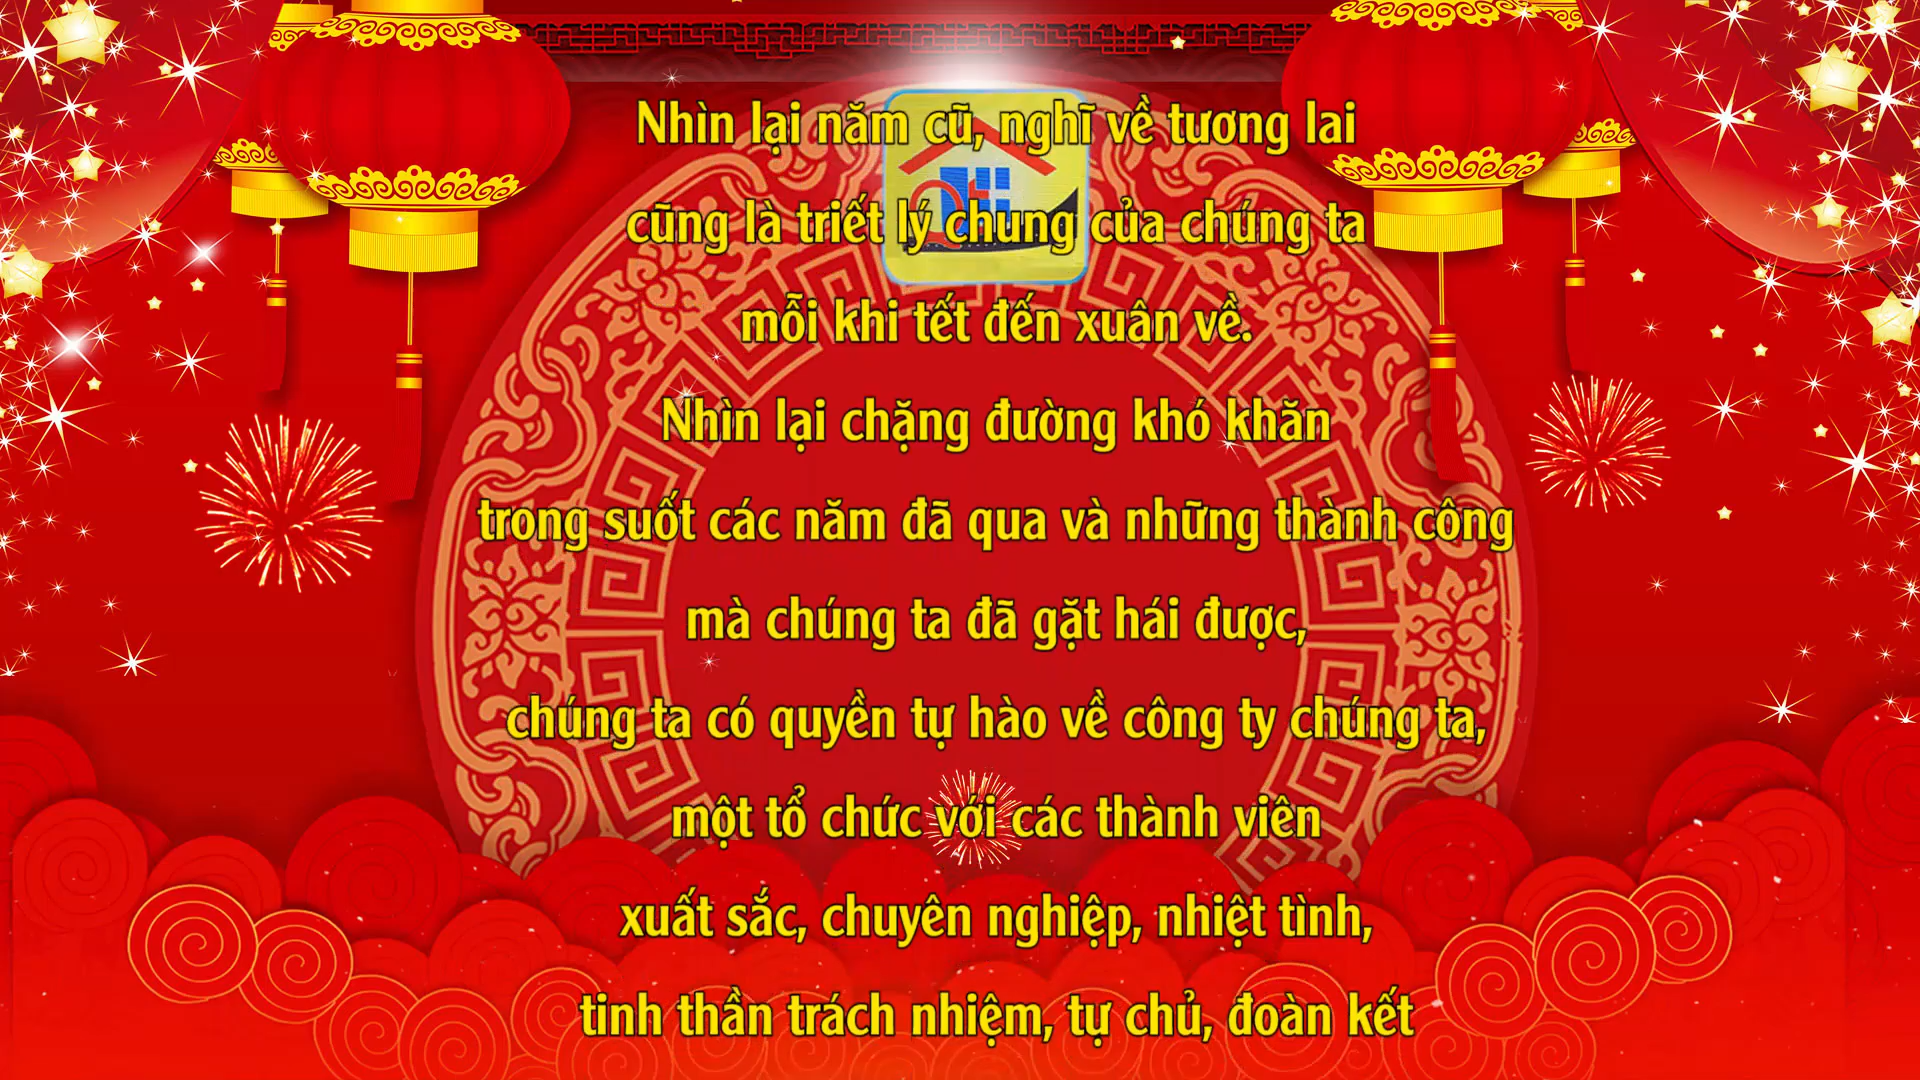 Nhìn lại năm cũ, nghĩ về tương lai
cũng là triết lý chung của chúng ta
mỗi khi tết đến xuân về.
Nhìn lại chặng đường khó khăn
trong suốt các năm đã qua và những thành công
mà chúng ta đã gặt hái được,
chúng ta có quyền tự hào về công ty chúng ta,
một tổ chức với các thành viên
xuất sắc, chuyên nghiệp, nhiệt tình,
tinh thần trách nhiệm, tự chủ, đoàn kết